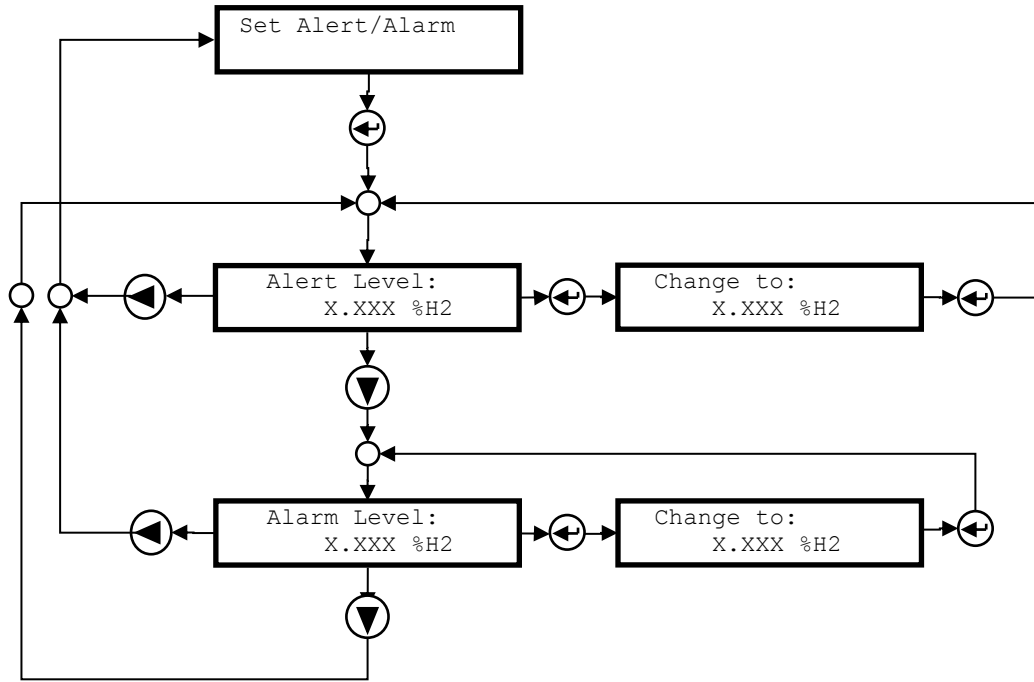 Set Alert/Alarm
Alert Level:
X.XXX %H2
Change to:
X.XXX %H2
Alarm Level:
X.XXX %H2
Change to:
X.XXX %H2